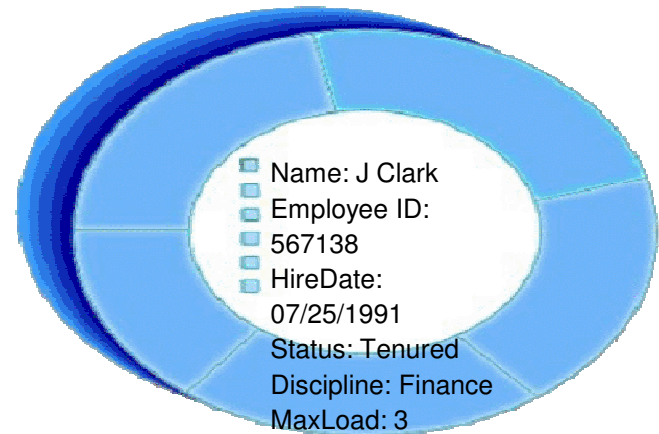 Name: J Clark
Employee ID:
567138
HireDate:
07/25/1991
Status: Tenured
Discipline: Finance
MaxLoad: 3